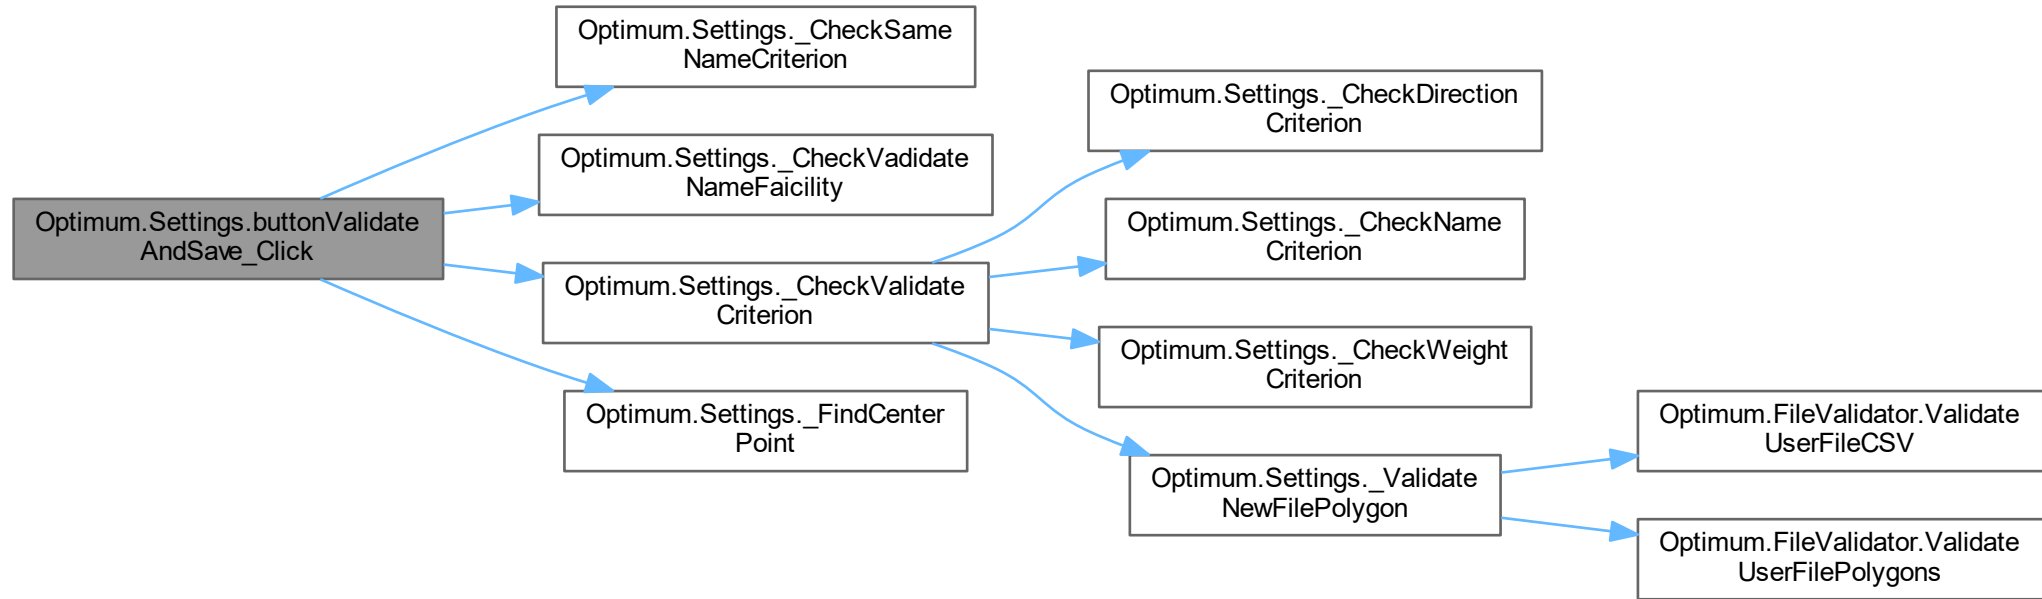 Optimum.Settings.buttonValidate
AndSave_Click
Optimum.Settings._CheckSame
NameCriterion
Optimum.Settings._CheckVadidate
NameFaicility
Optimum.Settings._CheckValidate
Criterion
Optimum.Settings._FindCenter
Point
Optimum.Settings._CheckDirection
Criterion
Optimum.Settings._CheckName
Criterion
Optimum.Settings._CheckWeight
Criterion
Optimum.Settings._Validate
NewFilePolygon
Optimum.FileValidator.Validate
UserFileCSV
Optimum.FileValidator.Validate
UserFilePolygons